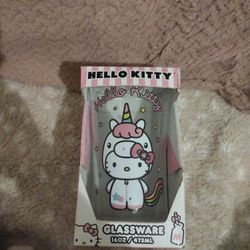 HELLO KITTY
Hello Kitty
GLASSWARE
16OZ / 473ML